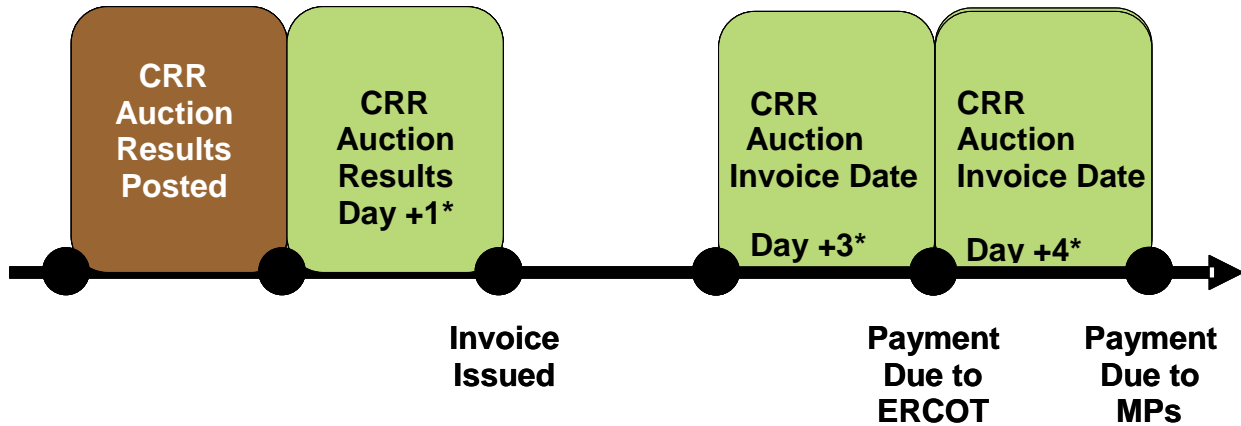 CRR
Auction
Results
Posted
CRR
Auction
Results
Day +1*
CRR
Auction
Invoice Date
Day +3*
CRR
Auction
Invoice Date
Day +4*
Invoice
Issued
Payment
Due to
ERCOT
Payment
Due to
MPs